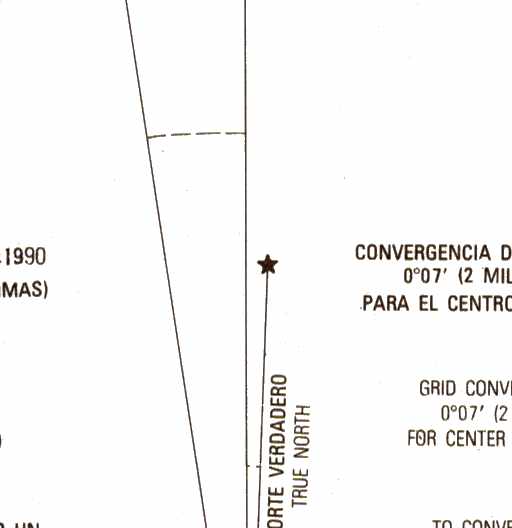 1990
MAS)
CONVERGENCIA D
0°07′ (2 MIL
PARA EL CENTRO
GRID CONV
0°07′ (2
FOR CENTER
ORTE VERDADERO
TRUE NORTH
TO CONV